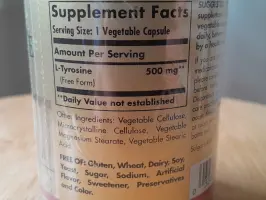 Supplement Facts
Serving Size: 1 Vegetable Capsule
Amount Per Serving
L-Tyrosine 500 mg**
(Free Form)
**Daily Value not established
Other Ingredients: Vegetable Cellulose,
Microcrystalline Cellulose, Vegetable
Magnesium Stearate, Vegetable Stearic
Acid.
FREE OF: Gluten, Wheat, Dairy, Soy,
Yeast, Sugar, Sodium, Artificial
Flavor, Sweetener, Preservatives
and Color.